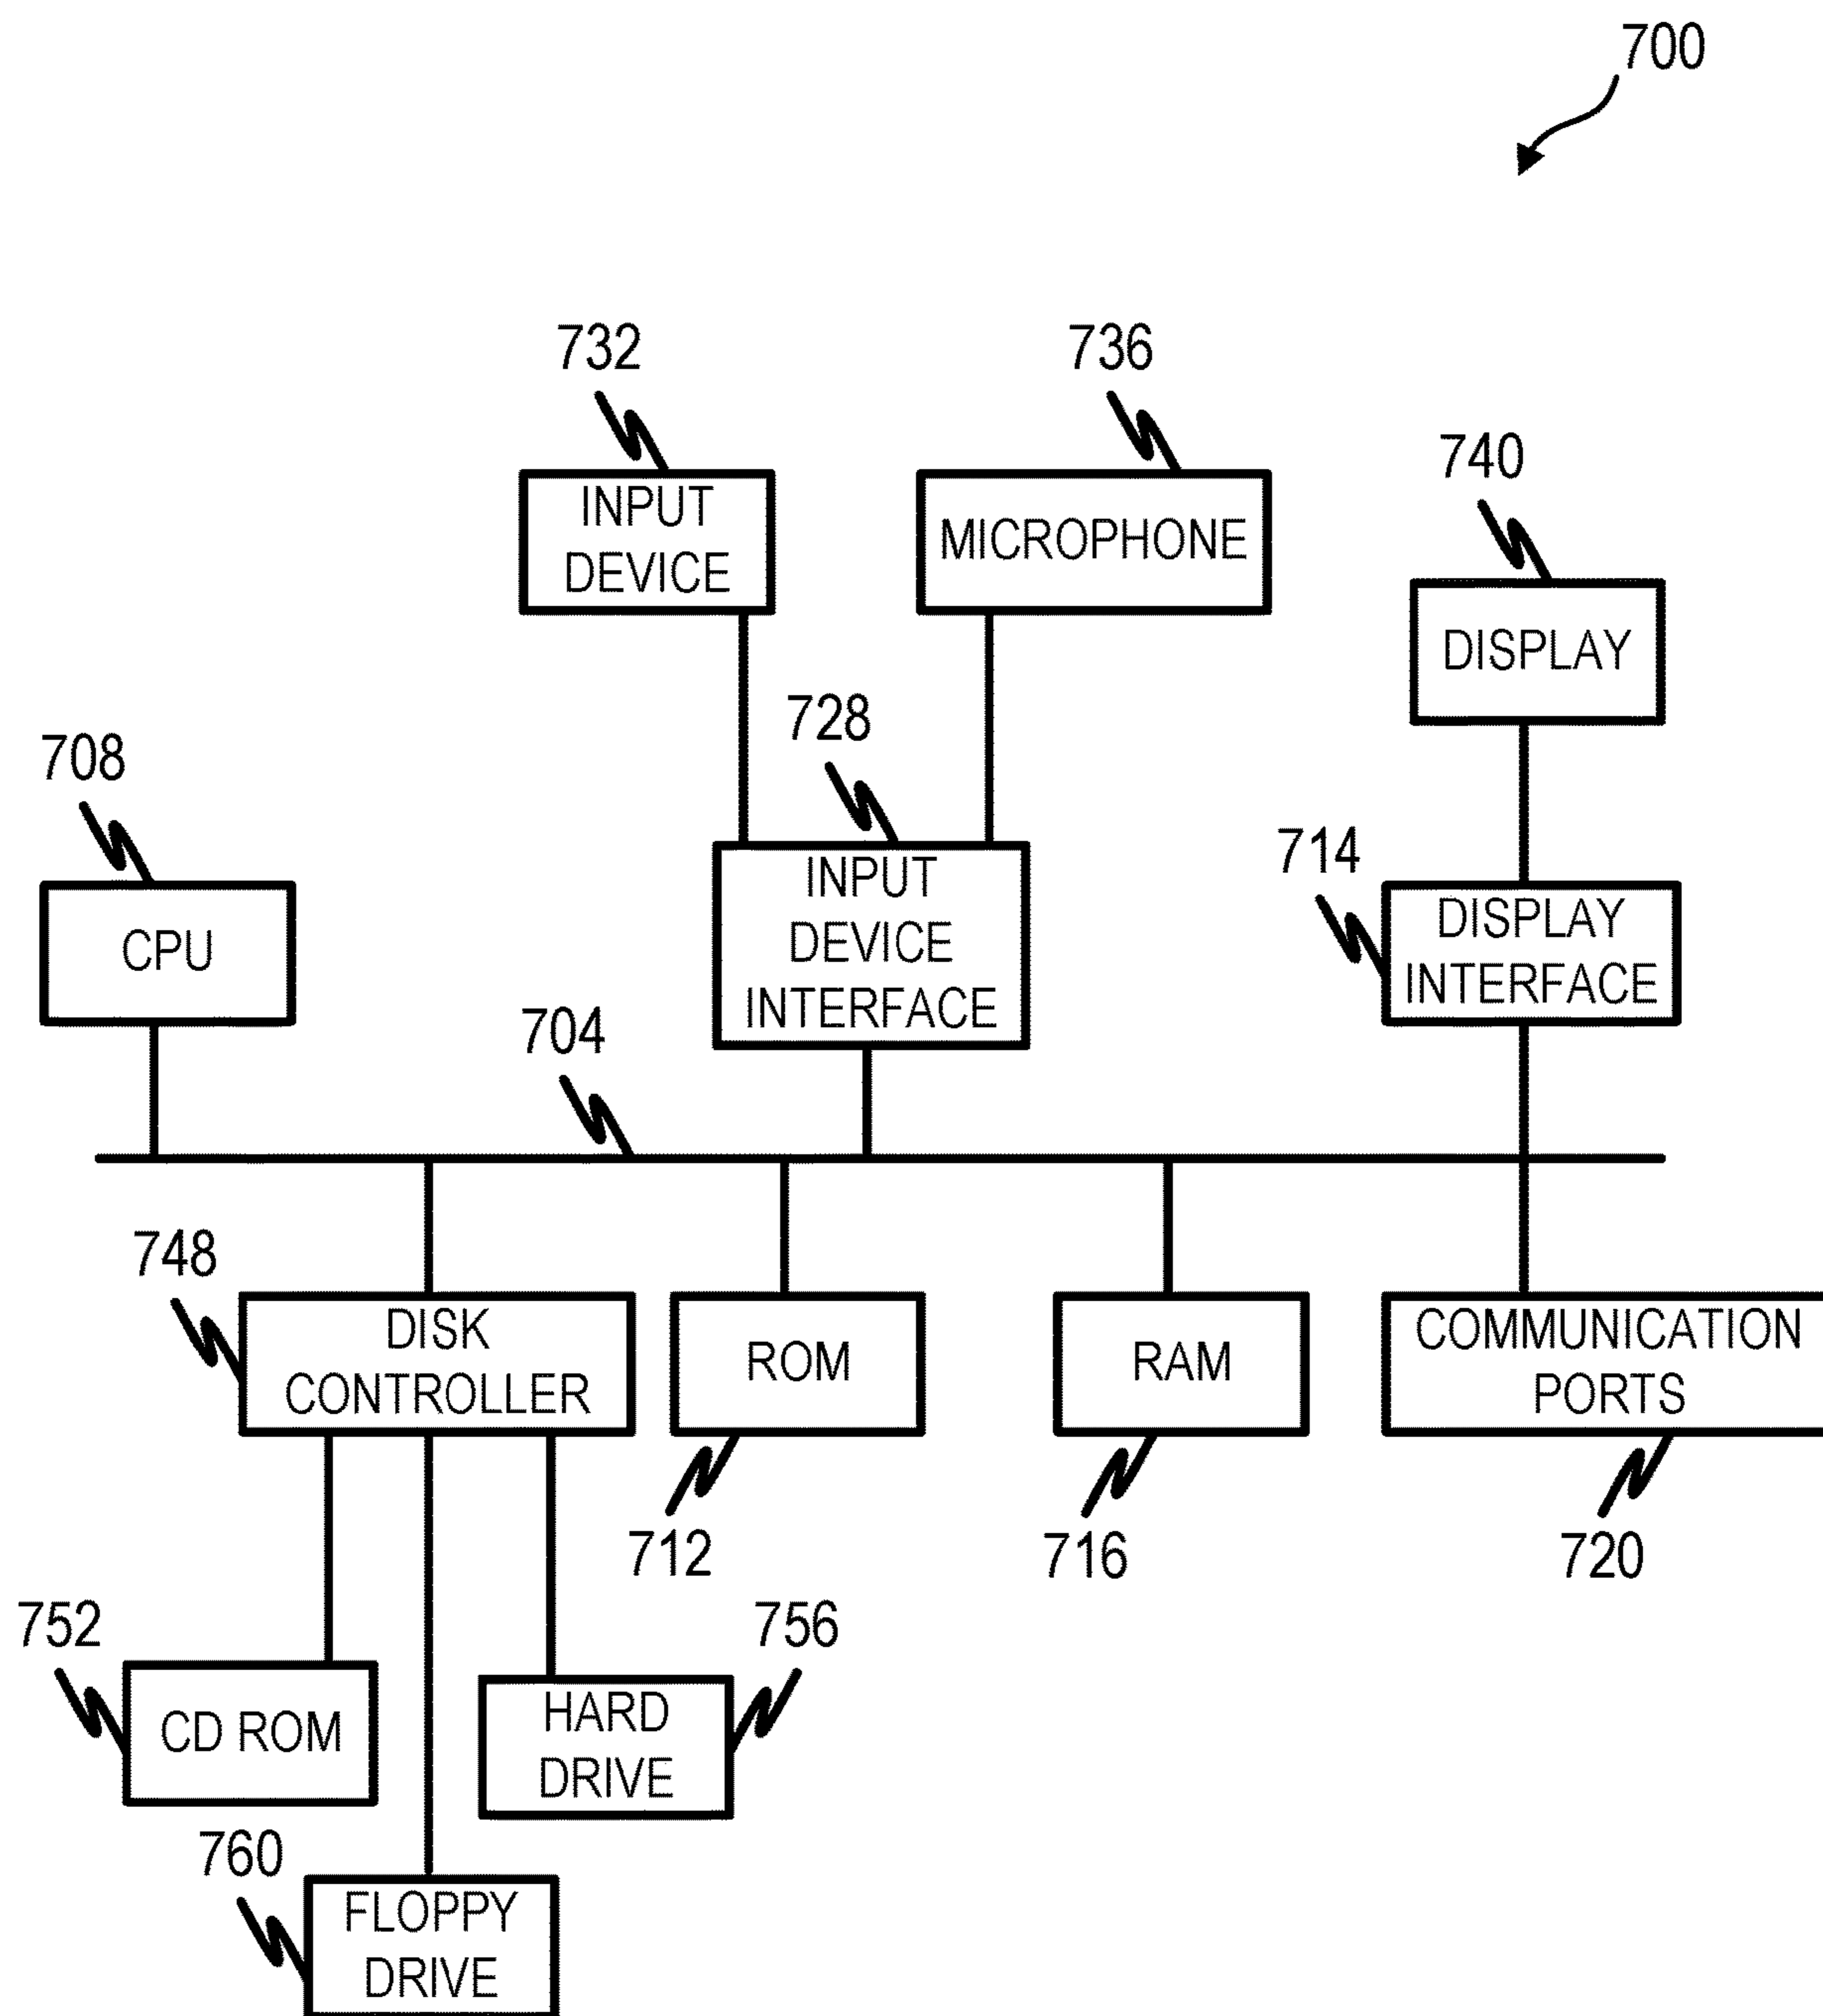 700
732
736
INPUT
DEVICE
MICROPHONE
740
DISPLAY
728
708
714
INPUT
DEVICE
INTERFACE
CPU
DISPLAY
INTERFACE
704
748
DISK
CONTROLLER
ROM
RAM
COMMUNICATION
PORTS
712
716
720
752
756
CD ROM
HARD
DRIVE
760
FLOPPY
DRIVE